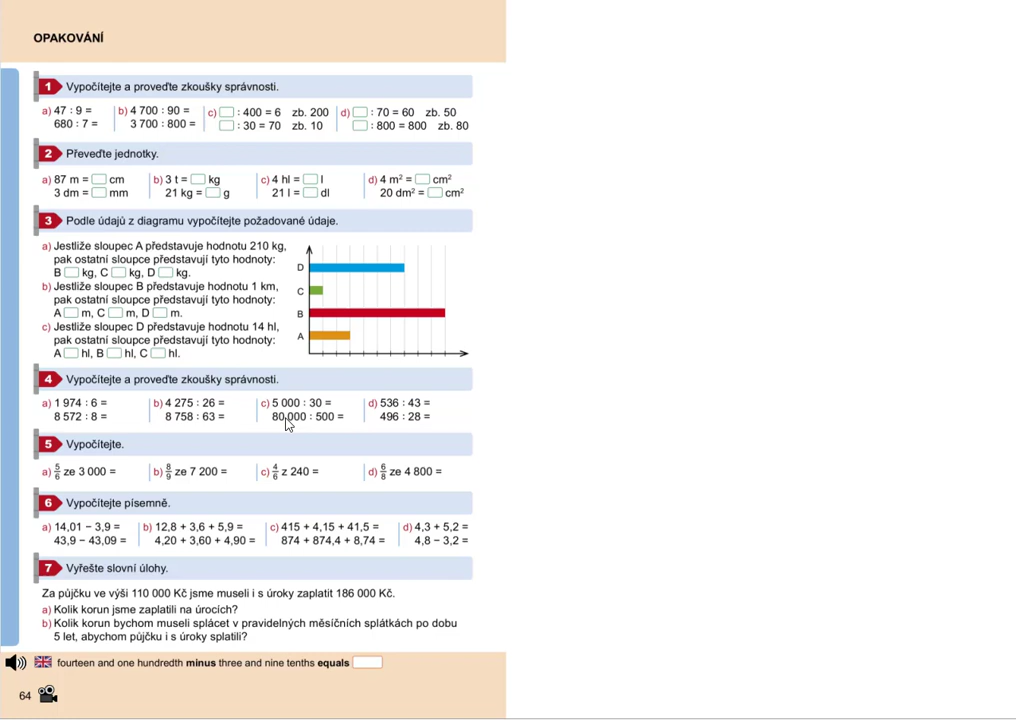 OPAKOVÁNÍ
1 Vypočítejte a proveďte zkoušky správnosti.
a) 47 : 9 = b) 4 700 : 90 = c) □ : 400 = 6 zb. 200 d) □ : 70 = 60 zb. 50
680 : 7 = 3 700 : 800 = □ : 30 = 70 zb. 10 □ : 800 = 800 zb. 80
2 Převeďte jednotky.
a) 87 m = □ cm b) 3 t = □ kg c) 4 hl = □ l d) 4 m² = □ cm²
3 dm = □ mm 21 kg = □ g 21 l = □ dl 20 dm² = □ cm²
3 Podle údajů z diagramu vypočítejte požadované údaje.
a) Jestliže sloupec A představuje hodnotu 210 kg,
pak ostatní sloupce představují tyto hodnoty:
B □ kg, C □ kg, D □ kg.
b) Jestliže sloupec B představuje hodnotu 1 km,
pak ostatní sloupce představují tyto hodnoty:
A □ m, C □ m, D □ m.
c) Jestliže sloupec D představuje hodnotu 14 hl,
pak ostatní sloupce představují tyto hodnoty:
A □ hl, B □ hl, C □ hl.
D
C
B
A
4 Vypočítejte a proveďte zkoušky správnosti.
a) 1 974 : 6 = b) 4 275 : 26 = c) 5 000 : 30 = d) 536 : 43 =
8 572 : 8 = 8 758 : 63 = 80 000 : 500 = 496 : 28 =
5 Vypočítejte.
a) 5/6 ze 3 000 = b) 8/9 ze 7 200 = c) 4/6 z 240 = d) 6/8 ze 4 800 =
6 Vypočítejte písemně.
a) 14,01 − 3,9 = b) 12,8 + 3,6 + 5,9 = c) 415 + 4,15 + 41,5 = d) 4,3 + 5,2 =
43,9 − 43,09 = 4,20 + 3,60 + 4,90 = 874 + 874,4 + 8,74 = 4,8 − 3,2 =
7 Vyřešte slovní úlohy.
Za půjčku ve výši 110 000 Kč jsme museli i s úroky zaplatit 186 000 Kč.
a) Kolik korun jsme zaplatili na úrocích?
b) Kolik korun bychom museli splácet v pravidelných měsíčních splátkách po dobu
5 let, abychom půjčku i s úroky splatili?
fourteen and one hundredth minus three and nine tenths equals
64